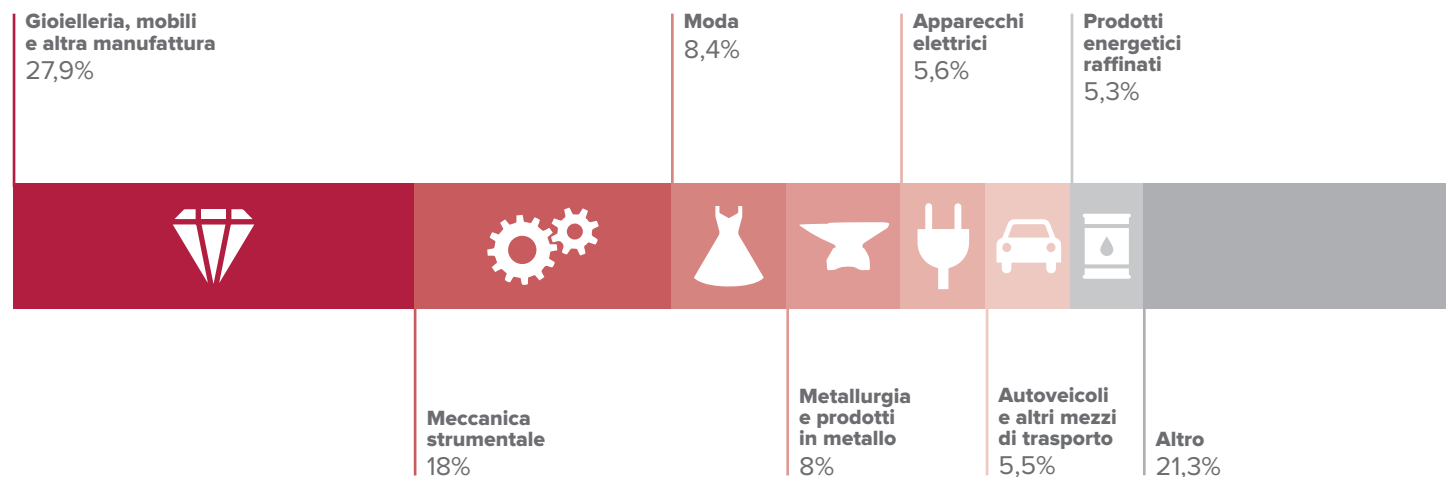 Gioielleria, mobili
e altra manufattura
27,9%
Meccanica
strumentale
18%
Moda
8,4%
Metallurgia
e prodotti
in metallo
8%
Apparecchi
elettrici
5,6%
Autoveicoli
e altri mezzi
di trasporto
5,5%
Prodotti
energetici
raffinati
5,3%
Altro
21,3%